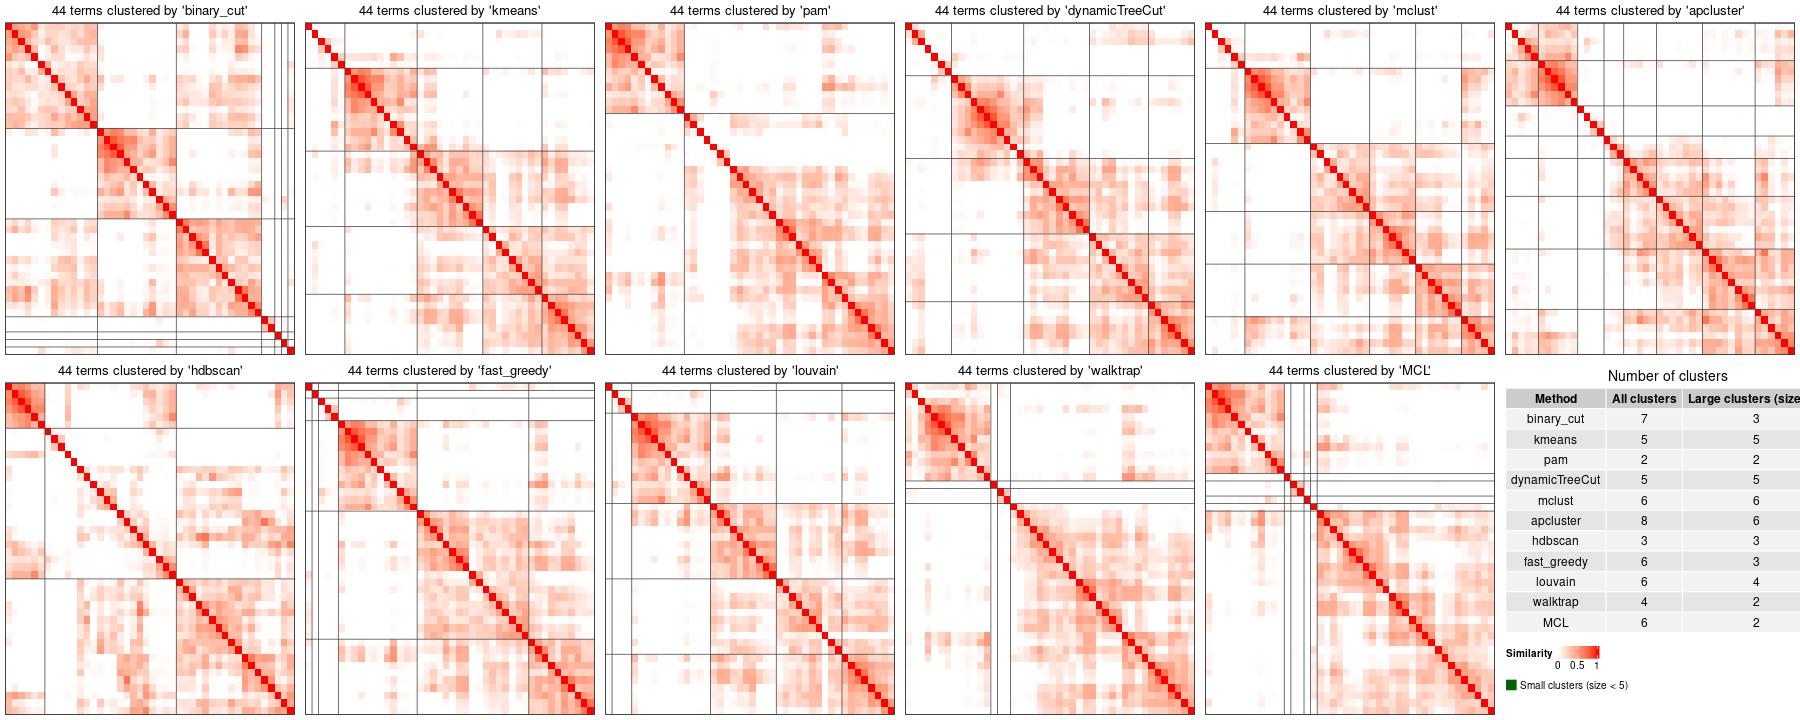 44 terms clustered by 'binary_cut'
44 terms clustered by 'kmeans'
44 terms clustered by 'pam'
44 terms clustered by 'dynamicTreeCut'
44 terms clustered by 'mclust'
44 terms clustered by 'apcluster'
44 terms clustered by 'hdbscan'
44 terms clustered by 'fast_greedy'
44 terms clustered by 'louvain'
44 terms clustered by 'walktrap'
44 terms clustered by 'MCL'
Number of clusters
Method All clusters Large clusters (size
binary_cut 7 3
kmeans 5 5
pam 2 2
dynamicTreeCut 5 5
mclust 6 6
apcluster 8 6
hdbscan 3 3
fast_greedy 6 3
louvain 6 4
walktrap 4 2
MCL 6 2
Similarity
0 0.5 1
Small clusters (size < 5)